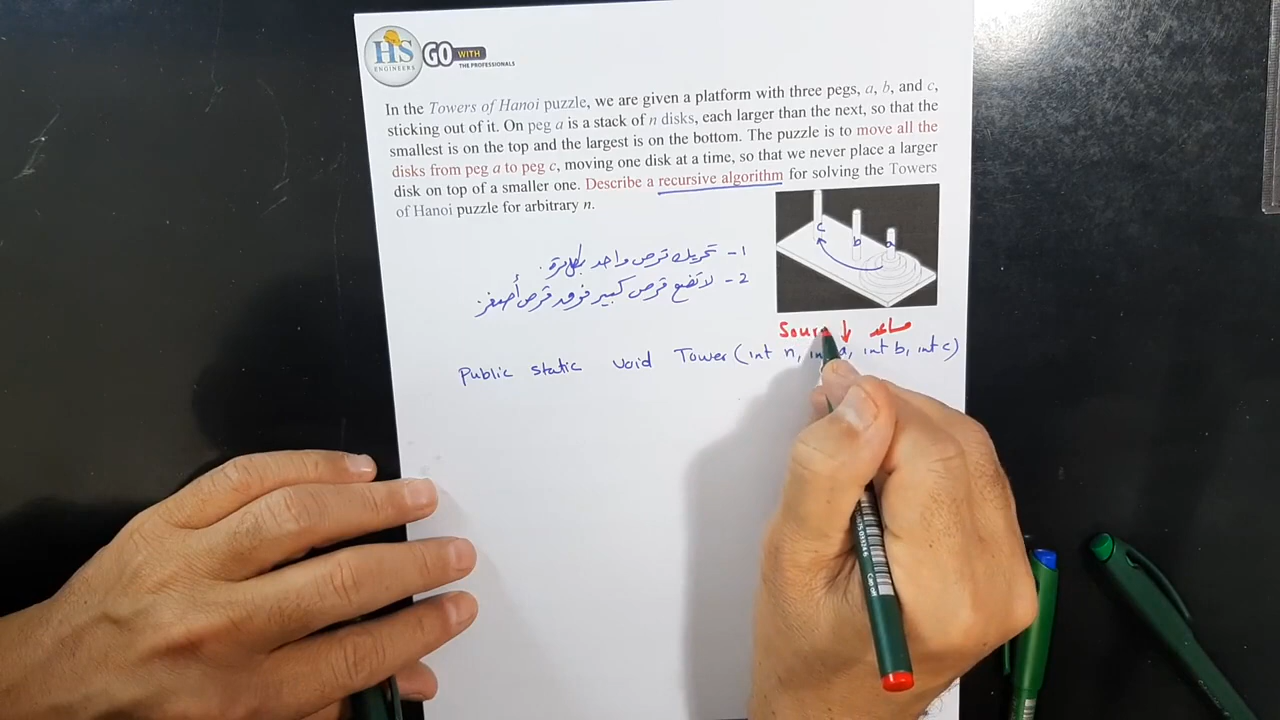 HS
ENGINEERS
GO WITH
THE PROFESSIONALS
In the Towers of Hanoi puzzle, we are given a platform with three pegs, a, b, and c,
sticking out of it. On peg a is a stack of n disks, each larger than the next, so that the
smallest is on the top and the largest is on the bottom. The puzzle is to move all the
disks from peg a to peg c, moving one disk at a time, so that we never place a larger
disk on top of a smaller one. Describe a recursive algorithm for solving the Towers
of Hanoi puzzle for arbitrary n.
c b a
1- تحريك قرص واحد بكل مرة.
2- لا تضع قرص كبير فوق قرص أصغر
مساعد
Public static void Tower (int n, a, int b, int c)